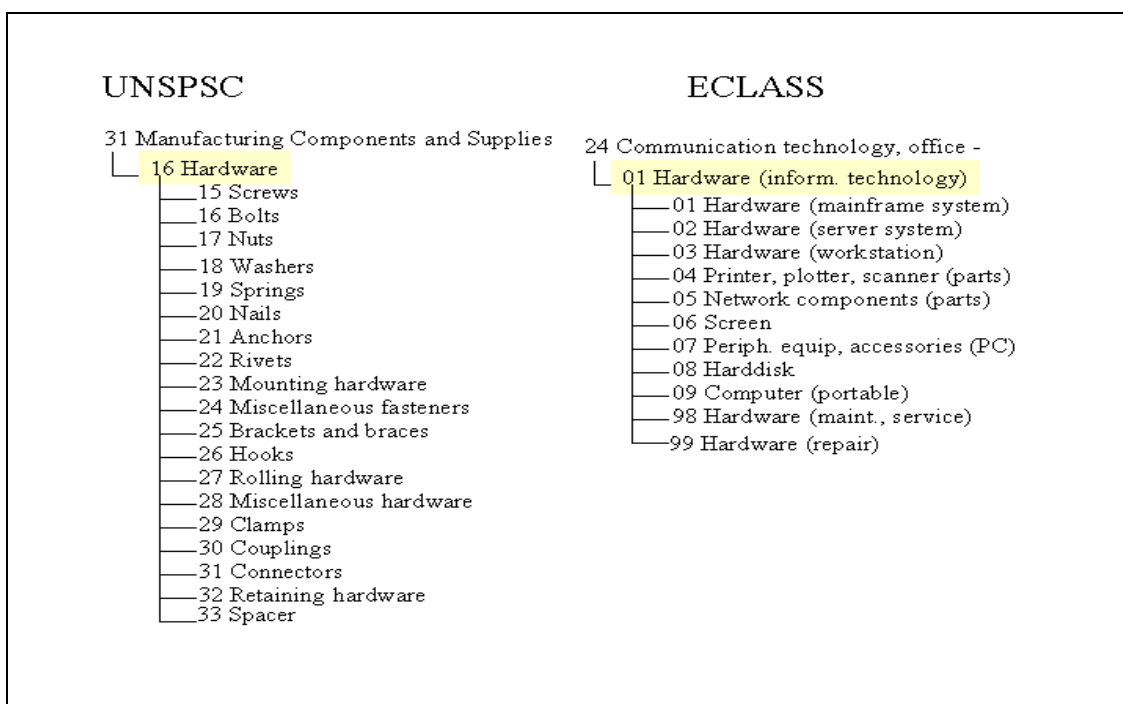 UNSPSC
31 Manufacturing Components and Supplies
16 Hardware
15 Screws
16 Bolts
17 Nuts
18 Washers
19 Springs
20 Nails
21 Anchors
22 Rivets
23 Mounting hardware
24 Miscellaneous fasteners
25 Brackets and braces
26 Hooks
27 Rolling hardware
28 Miscellaneous hardware
29 Clamps
30 Couplings
31 Connectors
32 Retaining hardware
33 Spacer
ECLASS
24 Communication technology, office -
01 Hardware (inform. technology)
01 Hardware (mainframe system)
02 Hardware (server system)
03 Hardware (workstation)
04 Printer, plotter, scanner (parts)
05 Network components (parts)
06 Screen
07 Periph. equip, accessories (PC)
08 Harddisk
09 Computer (portable)
98 Hardware (maint., service)
99 Hardware (repair)